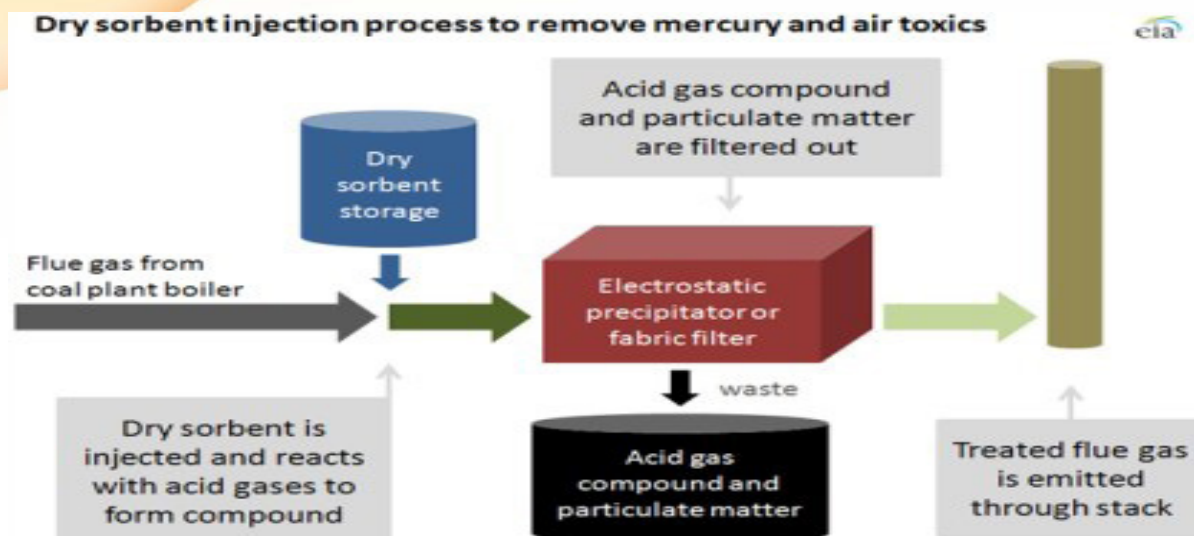 Dry sorbent injection process to remove mercury and air toxics
eia
Acid gas compound
and particulate matter
are filtered out
Dry
sorbent
storage
Flue gas from
coal plant boiler
Electrostatic
precipitator or
fabric filter
waste
Dry sorbent is
injected and reacts
with acid gases to
form compound
Acid gas
compound and
particulate matter
Treated flue gas
is emitted
through stack